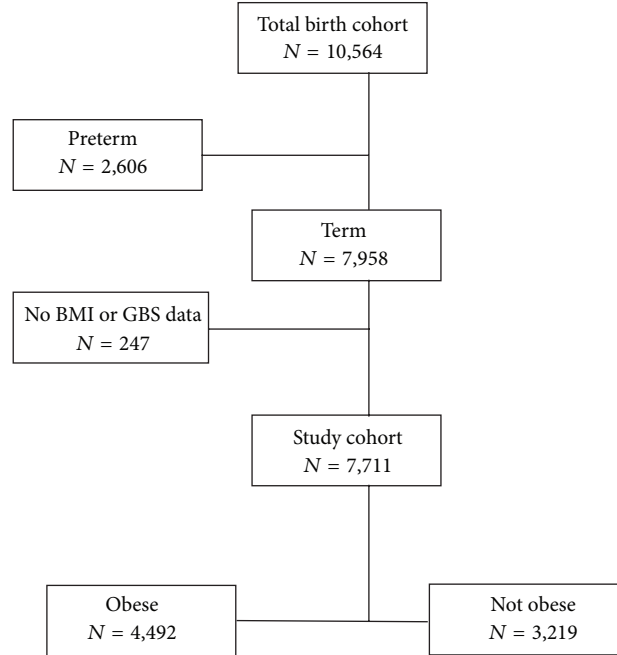 Total birth cohort
N = 10,564
Preterm
N = 2,606
Term
N = 7,958
No BMI or GBS data
N = 247
Study cohort
N = 7,711
Obese
N = 4,492
Not obese
N = 3,219